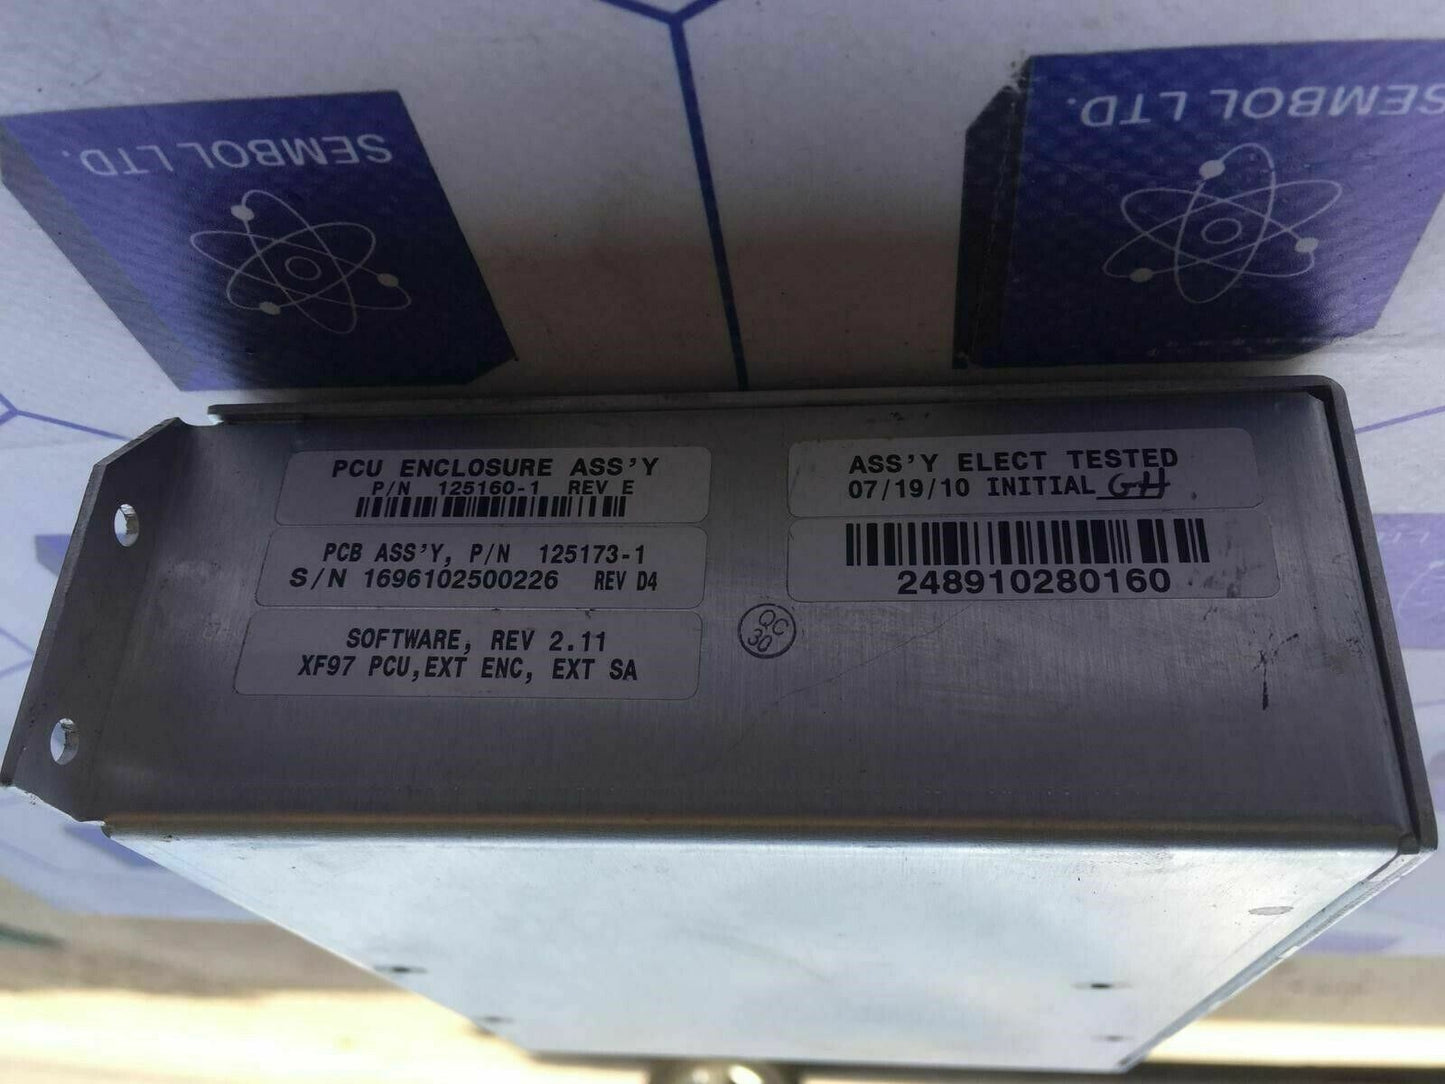 SEMBOL LTD.
SEMBOL LTD.
PCU ENCLOSURE ASS'Y
P/N 125160-1 REV E
PCB ASS'Y, P/N 125173-1
S/N 1696102500226 REV D4
SOFTWARE, REV 2.11
XF97 PCU, EXT ENC, EXT SA
ASS'Y ELECT TESTED
07/19/10 INITIAL GH
248910280160
QC
30